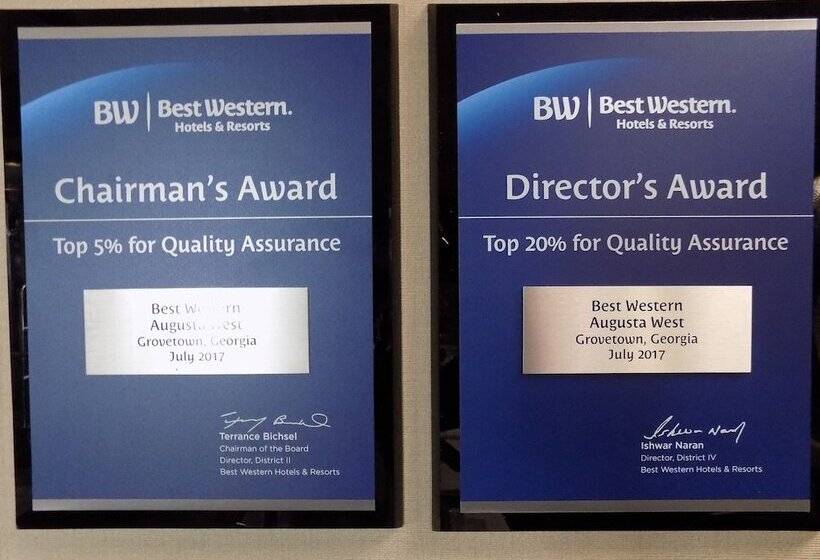 BW Best Western.
Hotels & Resorts
Chairman's Award
Top 5% for Quality Assurance
Best Western
Augusta West
Grovetown, Georgia
July 2017
Terrance Bichsel
Chairman of the Board
Director, District II
Best Western Hotels & Resorts
BW Best Western.
Hotels & Resorts
Director's Award
Top 20% for Quality Assurance
Best Western
Augusta West
Grovetown, Georgia
July 2017
Ishwar Naran
Director, District IV
Best Western Hotels & Resorts